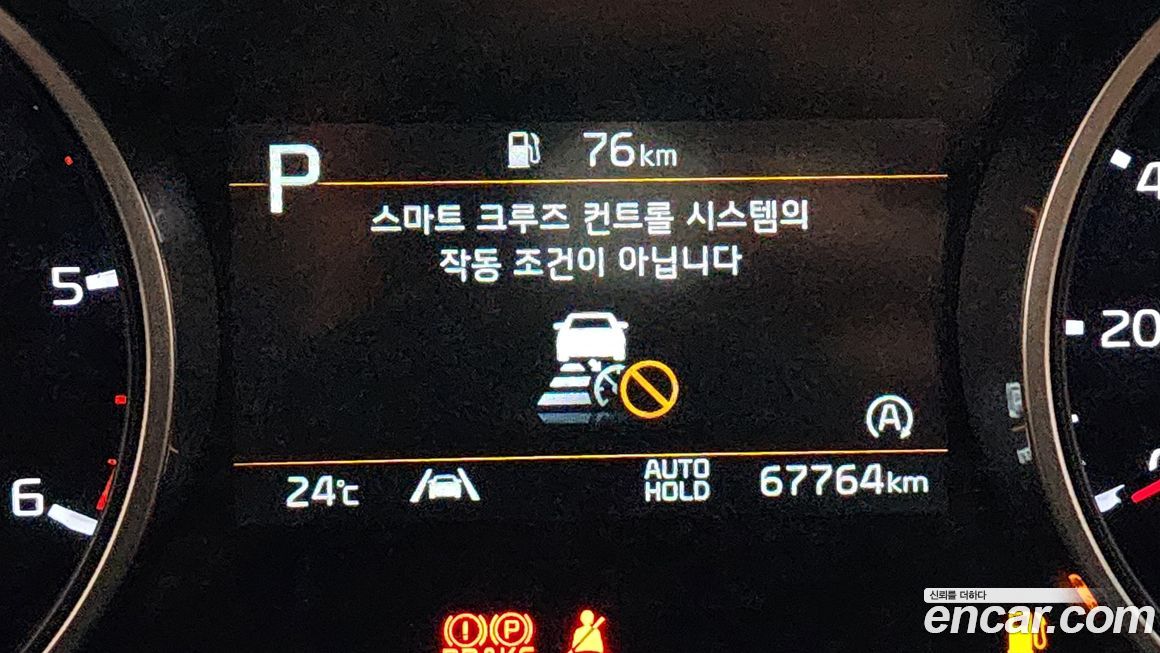 P
76km
스마트 크루즈 컨트롤 시스템의
작동 조건이 아닙니다
5
20
A
6
24℃
AUTO
HOLD
67764km
P
BRAKE
신뢰를 더하다
encar.com